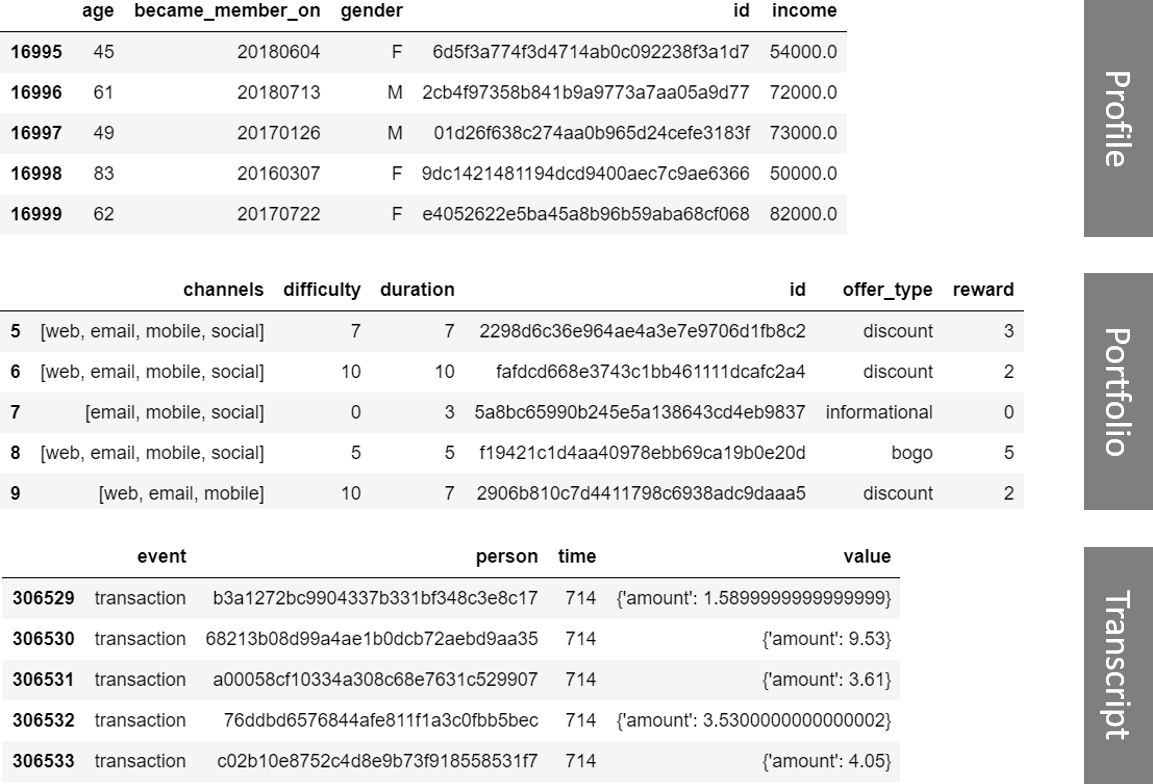 age became_member_on gender id income
16995 45 20180604 F 6d5f3a774f3d4714ab0c092238f3a1d7 54000.0
16996 61 20180713 M 2cb4f97358b841b9a9773a7aa05a9d77 72000.0
16997 49 20170126 M 01d26f638c274aa0b965d24cefe3183f 73000.0
16998 83 20160307 F 9dc1421481194dcd9400aec7c9ae6366 50000.0
16999 62 20170722 F e4052622e5ba45a8b96b59aba68cf068 82000.0
Profile
channels difficulty duration id offer_type reward
5 [web, email, mobile, social] 7 7 2298d6c36e964ae4a3e7e9706d1fb8c2 discount 3
6 [web, email, mobile, social] 10 10 fafdcd668e3743c1bb461111dcafc2a4 discount 2
7 [email, mobile, social] 0 3 5a8bc65990b245e5a138643cd4eb9837 informational 0
8 [web, email, mobile, social] 5 5 f19421c1d4aa40978ebb69ca19b0e20d bogo 5
9 [web, email, mobile] 10 7 2906b810c7d4411798c6938adc9daaa5 discount 2
Portfolio
event person time value
306529 transaction b3a1272bc9904337b331bf348c3e8c17 714 {'amount': 1.5899999999999999}
306530 transaction 68213b08d99a4ae1b0dcb72aebd9aa35 714 {'amount': 9.53}
306531 transaction a00058cf10334a308c68e7631c529907 714 {'amount': 3.61}
306532 transaction 76ddbd6576844afe811f1a3c0fbb5bec 714 {'amount': 3.5300000000000002}
306533 transaction c02b10e8752c4d8e9b73f918558531f7 714 {'amount': 4.05}
Transcript